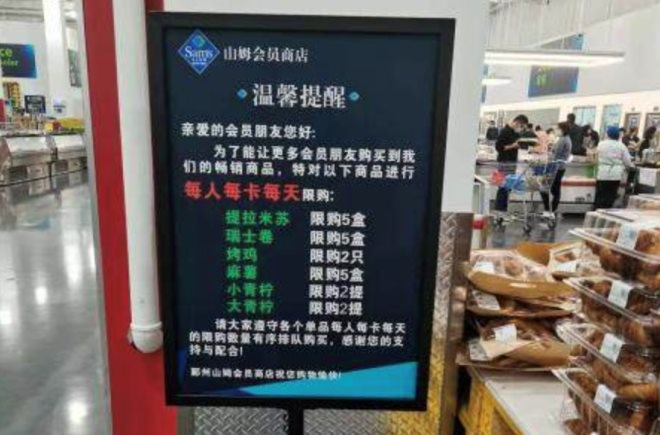 Sam's
CLUB
山姆会员商店
温馨提醒
亲爱的会员朋友您好:
为了能让更多会员朋友购买到我
们的畅销商品，特对以下商品进行
每人每卡每天限购:
提拉米苏 限购5盒
瑞士卷 限购5盒
烤鸡 限购2只
麻薯 限购5盒
小青柠 限购2提
大青柠 限购2提
请大家遵守各个单品每人每卡每天
的限购数量有序排队购买，感谢您的支
持与配合!
鄞州山姆会员商店祝您购物愉快!